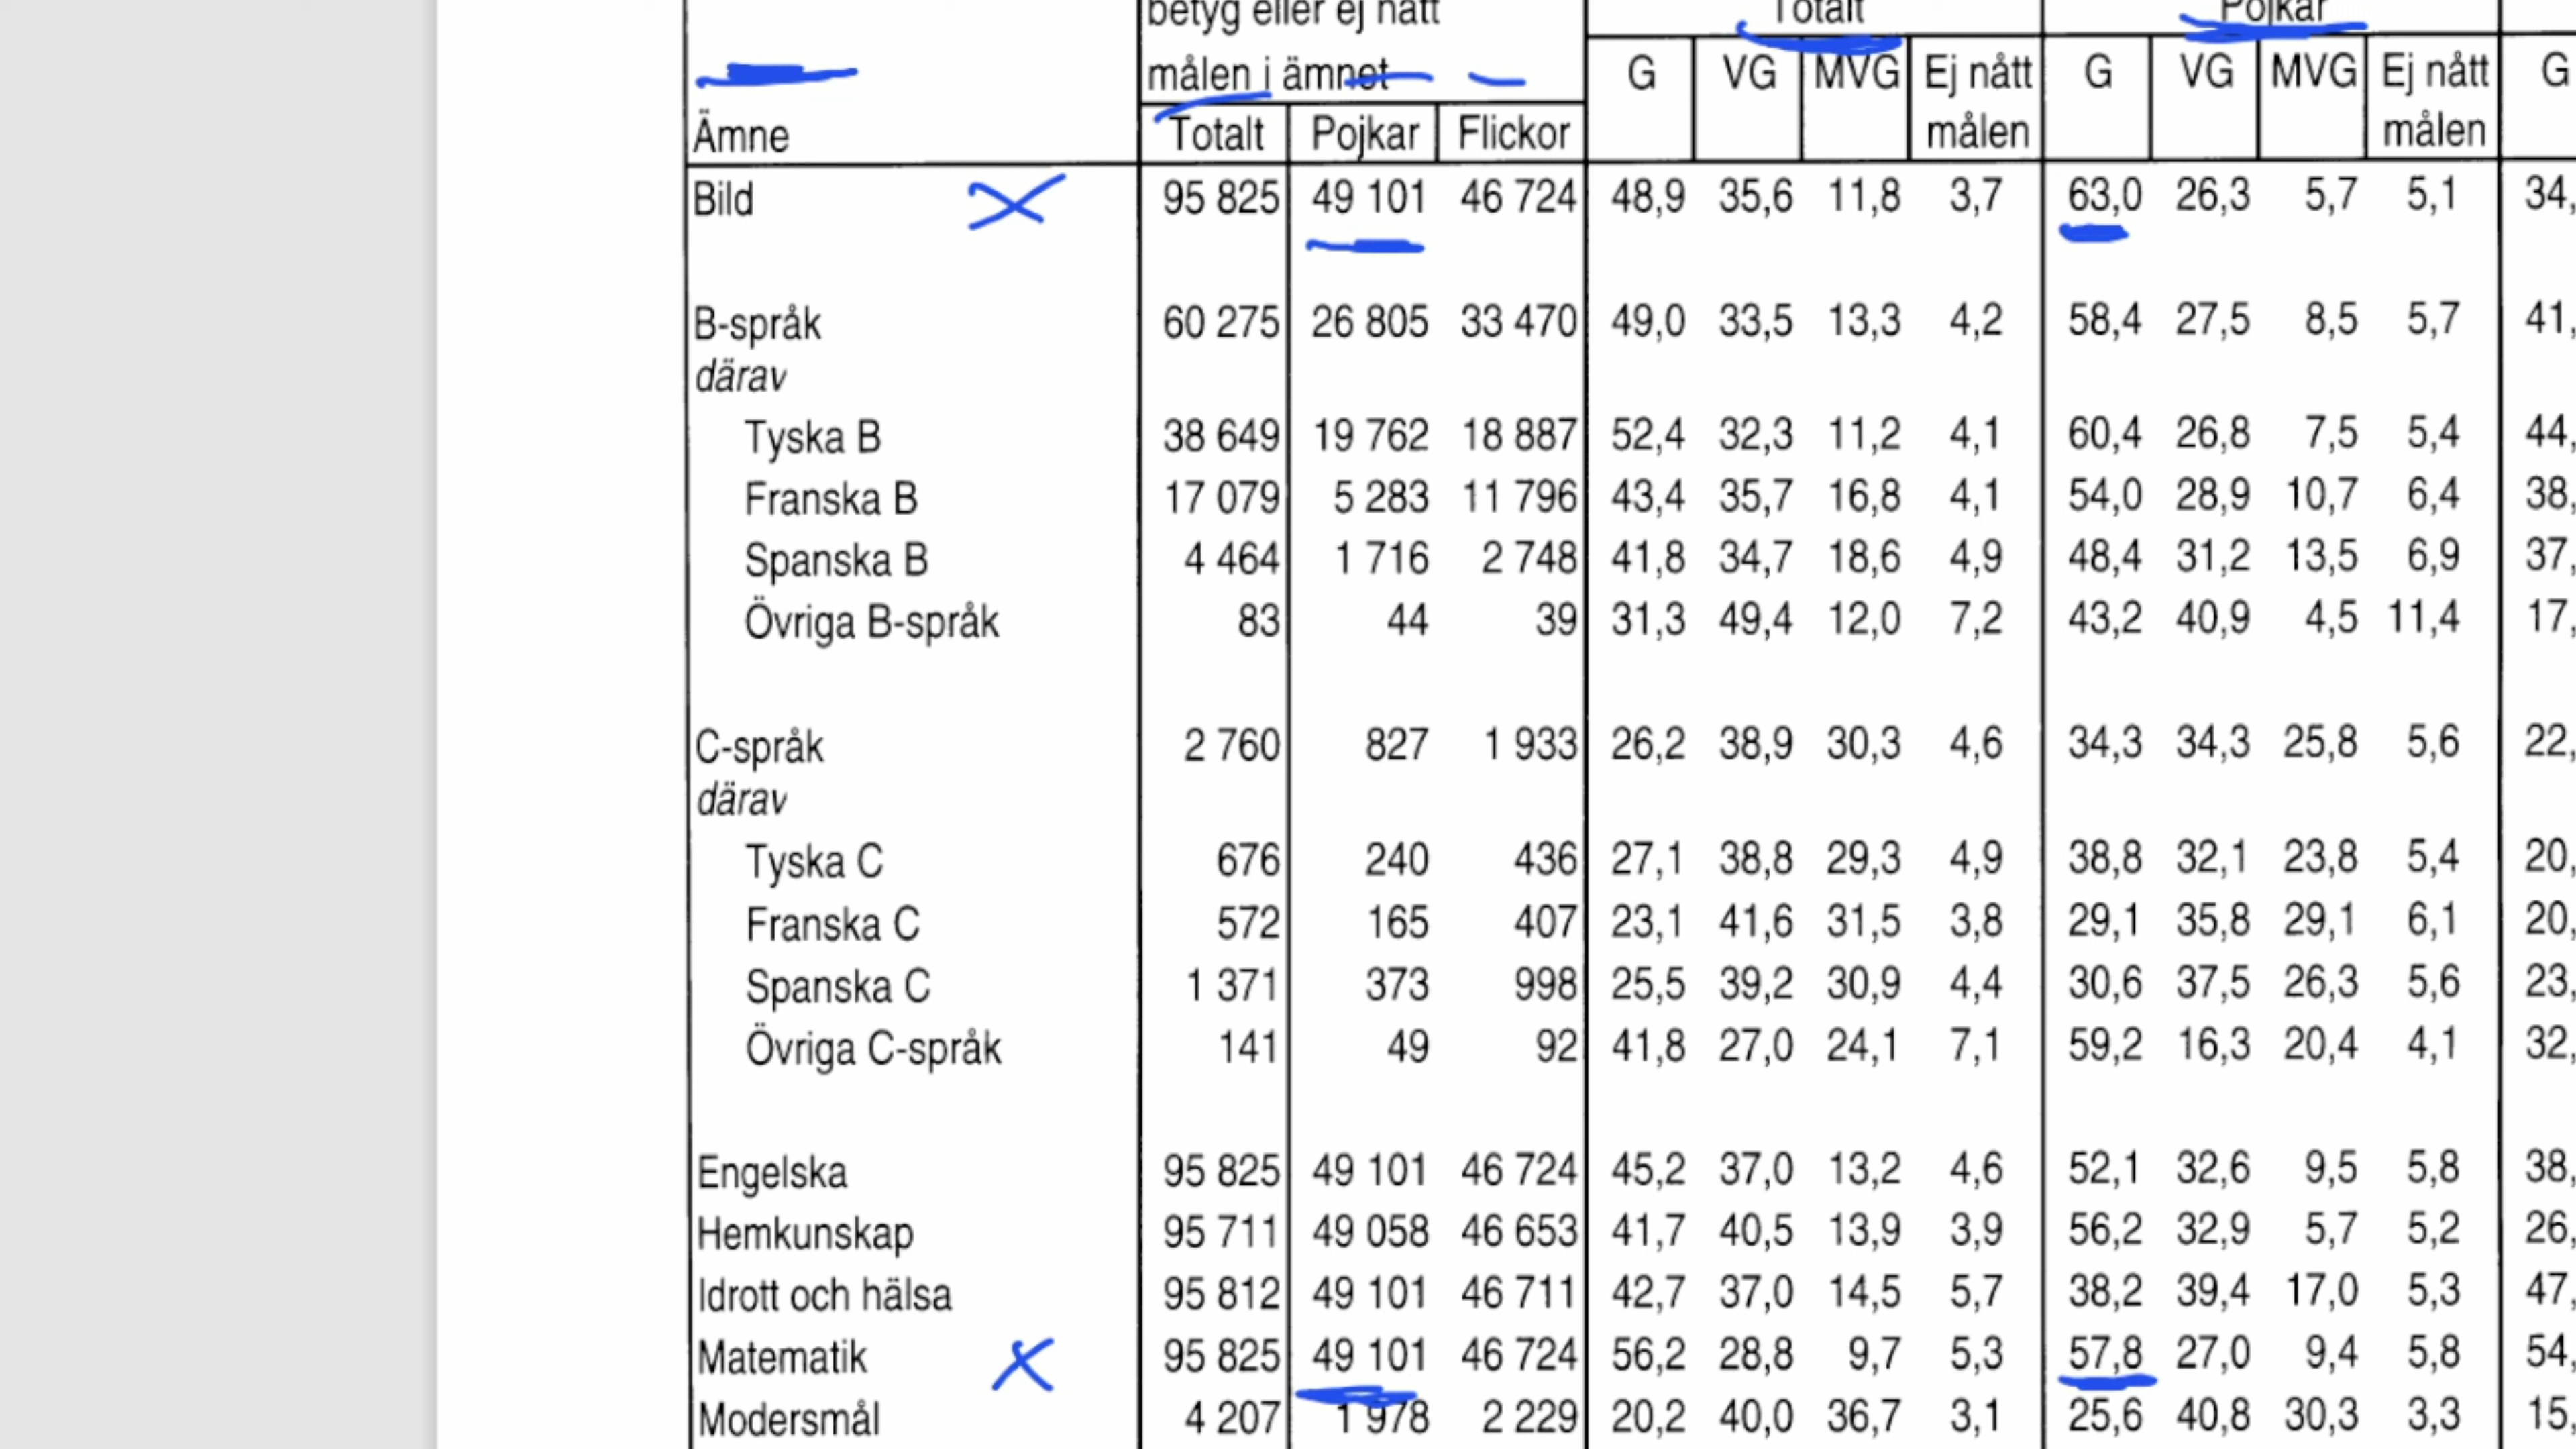 betyg eller ej nått
målen i ämnet
Totalt Pojkar
G VG MVG Ej nått målen G VG MVG Ej nått målen G
Ämne Totalt Pojkar Flickor
Bild 95 825 49 101 46 724 48,9 35,6 11,8 3,7 63,0 26,3 5,7 5,1 34,
B-språk 60 275 26 805 33 470 49,0 33,5 13,3 4,2 58,4 27,5 8,5 5,7 41,
därav
Tyska B 38 649 19 762 18 887 52,4 32,3 11,2 4,1 60,4 26,8 7,5 5,4 44,
Franska B 17 079 5 283 11 796 43,4 35,7 16,8 4,1 54,0 28,9 10,7 6,4 38,
Spanska B 4 464 1 716 2 748 41,8 34,7 18,6 4,9 48,4 31,2 13,5 6,9 37,
Övriga B-språk 83 44 39 31,3 49,4 12,0 7,2 43,2 40,9 4,5 11,4 17,
C-språk 2 760 827 1 933 26,2 38,9 30,3 4,6 34,3 34,3 25,8 5,6 22,
därav
Tyska C 676 240 436 27,1 38,8 29,3 4,9 38,8 32,1 23,8 5,4 20,
Franska C 572 165 407 23,1 41,6 31,5 3,8 29,1 35,8 29,1 6,1 20,
Spanska C 1 371 373 998 25,5 39,2 30,9 4,4 30,6 37,5 26,3 5,6 23,
Övriga C-språk 141 49 92 41,8 27,0 24,1 7,1 59,2 16,3 20,4 4,1 32,
Engelska 95 825 49 101 46 724 45,2 37,0 13,2 4,6 52,1 32,6 9,5 5,8 38,
Hemkunskap 95 711 49 058 46 653 41,7 40,5 13,9 3,9 56,2 32,9 5,7 5,2 26,
Idrott och hälsa 95 812 49 101 46 711 42,7 37,0 14,5 5,7 38,2 39,4 17,0 5,3 47,
Matematik 95 825 49 101 46 724 56,2 28,8 9,7 5,3 57,8 27,0 9,4 5,8 54,
Modersmål 4 207 1 978 2 229 20,2 40,0 36,7 3,1 25,6 40,8 30,3 3,3 15,